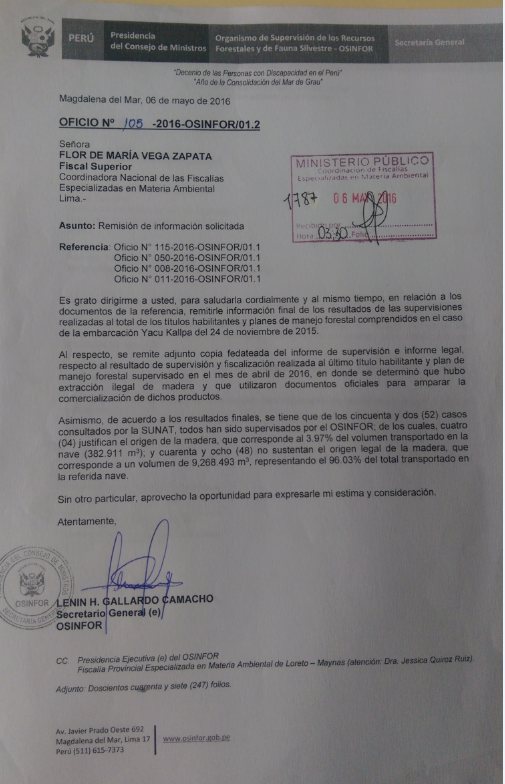 PERÚ
Presidencia
del Consejo de Ministros
Organismo de Supervisión de los Recursos
Forestales y de Fauna Silvestre - OSINFOR
Secretaría General
"Decenio de las Personas con Discapacidad en el Perú"
"Año de la Consolidación del Mar de Grau"
Magdalena del Mar, 06 de mayo de 2016
OFICIO Nº 105 -2016-OSINFOR/01.2
Señora
FLOR DE MARÍA VEGA ZAPATA
Fiscal Superior
Coordinadora Nacional de las Fiscalías
Especializadas en Materia Ambiental
Lima.-
MINISTERIO PÚBLICO
Coordinación de Fiscalías
Especializadas en Materia Ambiental
1787 06 MAY 2016
Recibido por
Hora 03:30 Folio
Asunto: Remisión de información solicitada
Referencia: Oficio N° 115-2016-OSINFOR/01.1
Oficio N° 050-2016-OSINFOR/01.1
Oficio N° 008-2016-OSINFOR/01.1
Oficio N° 011-2016-OSINFOR/01.1
Es grato dirigirme a usted, para saludarla cordialmente y al mismo tiempo, en relación a los
documentos de la referencia, remitirle información final de los resultados de las supervisiones
realizadas al total de los títulos habilitantes y planes de manejo forestal comprendidos en el caso
de la embarcación Yacu Kallpa del 24 de noviembre de 2015.
Al respecto, se remite adjunto copia fedateada del informe de supervisión e informe legal,
respecto al resultado de supervisión y fiscalización realizada al último título habilitante y plan de
manejo forestal supervisado en el mes de abril de 2016, en donde se determinó que hubo
extracción ilegal de madera y que utilizaron documentos oficiales para amparar la
comercialización de dichos productos.
Asimismo, de acuerdo a los resultados finales, se tiene que de los cincuenta y dos (52) casos
consultados por la SUNAT, todos han sido supervisados por el OSINFOR; de los cuales, cuatro
(04) justifican el origen de la madera, que corresponde al 3.97% del volumen transportado en la
nave (382.911 m³); y cuarenta y ocho (48) no sustentan el origen legal de la madera, que
corresponde a un volumen de 9,268.493 m³, representando el 96.03% del total transportado en
la referida nave.
Sin otro particular, aprovecho la oportunidad para expresarle mi estima y consideración.
Atentamente,
OSINFOR
LENIN H. GALLARDO CAMACHO
Secretario General (e)
OSINFOR
CC. Presidencia Ejecutiva (e) del OSINFOR
Fiscalía Provincial Especializada en Materia Ambiental de Loreto – Maynas (atención: Dra. Jessica Quiroz Ruiz)
Adjunto: Doscientos cuarenta y siete (247) folios.
Av. Javier Prado Oeste 692
Magdalena del Mar, Lima 17
Perú (511) 615-7373
www.osinfor.gob.pe